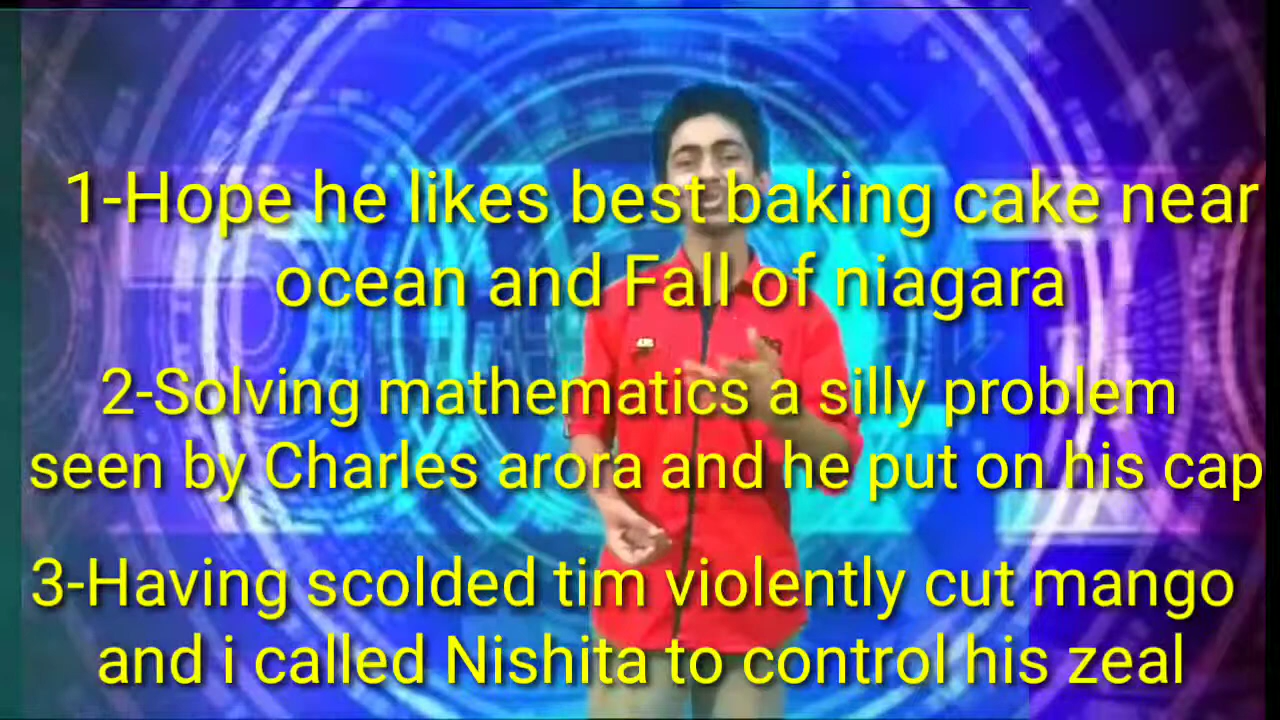 1-Hope he likes best baking cake near
ocean and Fall of niagara
2-Solving mathematics a silly problem
seen by Charles arora and he put on his cap
3-Having scolded tim violently cut mango
and i called Nishita to control his zeal